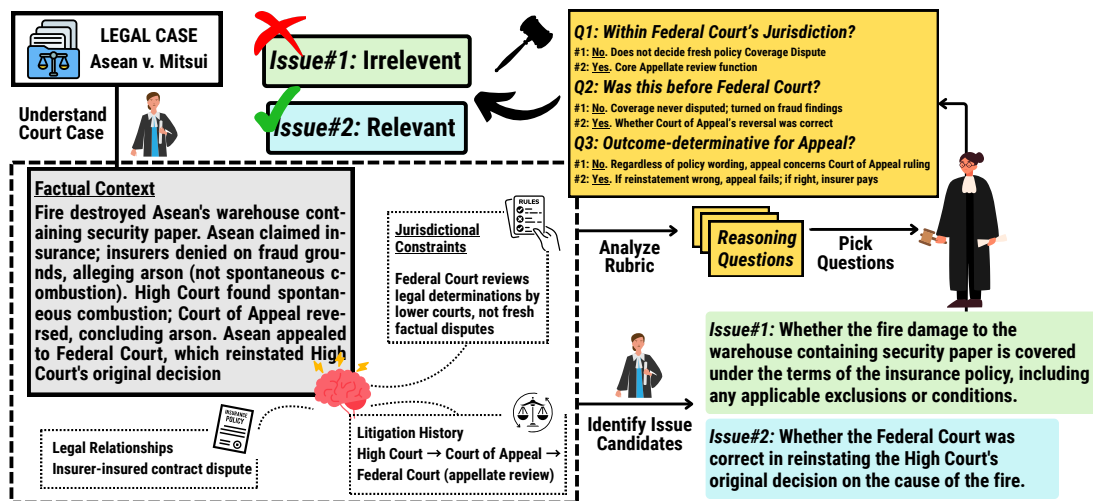 LEGAL CASE
Asean v. Mitsui
Understand
Court Case
Issue#1: Irrelevent
Issue#2: Relevant
Q1: Within Federal Court's Jurisdiction?
#1: No. Does not decide fresh policy Coverage Dispute
#2: Yes. Core Appellate review function
Q2: Was this before Federal Court?
#1: No. Coverage never disputed; turned on fraud findings
#2: Yes. Whether Court of Appeal's reversal was correct
Q3: Outcome-determinative for Appeal?
#1: No. Regardless of policy wording, appeal concerns Court of Appeal ruling
#2: Yes. If reinstatement wrong, appeal fails; if right, insurer pays
Factual Context
Fire destroyed Asean's warehouse cont-
aining security paper. Asean claimed in-
surance; insurers denied on fraud grou-
nds, alleging arson (not spontaneous c-
ombustion). High Court found spontan-
eous combustion; Court of Appeal reve-
rsed, concluding arson. Asean appealed
to Federal Court, which reinstated High
Court's original decision
RULES
Jurisdictional
Constraints
Federal Court reviews
legal determinations by
lower courts, not fresh
factual disputes
INSURANCE
POLICY
Legal Relationships
Insurer-insured contract dispute
Litigation History
High Court → Court of Appeal →
Federal Court (appellate review)
Analyze
Rubric
Reasoning
Questions
Pick
Questions
Identify Issue
Candidates
Issue#1: Whether the fire damage to the
warehouse containing security paper is covered
under the terms of the insurance policy, including
any applicable exclusions or conditions.
Issue#2: Whether the Federal Court was
correct in reinstating the High Court's
original decision on the cause of the fire.